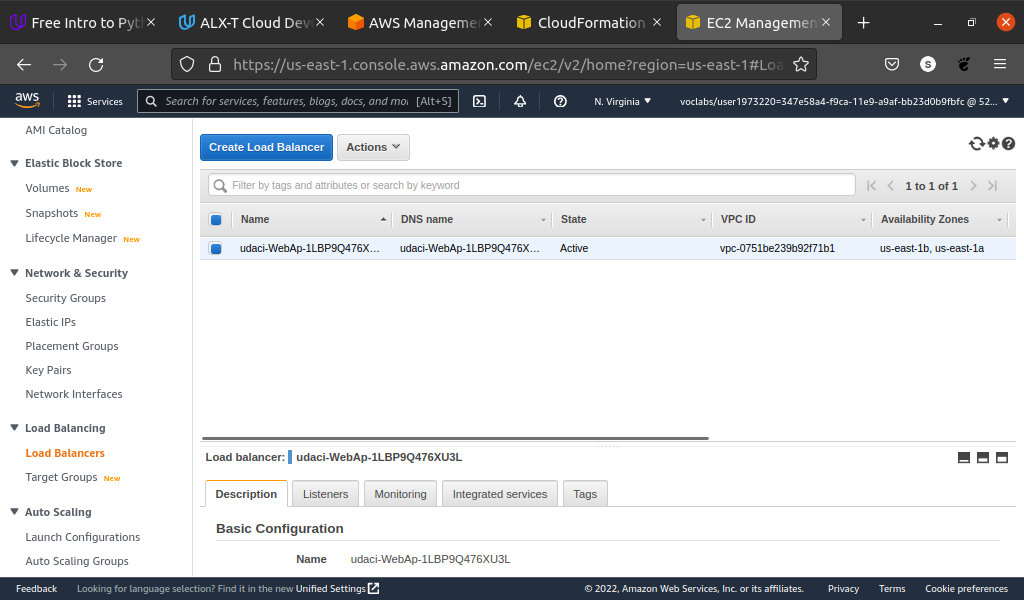 Free Intro to Pyt
ALX-T Cloud Dev
AWS Manageme
CloudFormation
EC2 Managemen
https://us-east-1.console.aws.amazon.com/ec2/v2/home?region=us-east-1#Loa
S
aws
Services
Search for services, features, blogs, docs, and mo [Alt+S]
N. Virginia
voclabs/user1973220=347e58a4-f9ca-11e9-a9af-bb23d0b9fbfc @ 52...
AMI Catalog
Elastic Block Store
Volumes New
Snapshots New
Lifecycle Manager New
Network & Security
Security Groups
Elastic IPs
Placement Groups
Key Pairs
Network Interfaces
Load Balancing
Load Balancers
Target Groups New
Auto Scaling
Launch Configurations
Auto Scaling Groups
Create Load Balancer
Actions
Filter by tags and attributes or search by keyword
1 to 1 of 1
Name DNS name State VPC ID Availability Zones
udaci-WebAp-1LBP9Q476X... udaci-WebAp-1LBP9Q476X... Active vpc-0751be239b92f71b1 us-east-1b, us-east-1a
Load balancer: udaci-WebAp-1LBP9Q476XU3L
Description Listeners Monitoring Integrated services Tags
Basic Configuration
Name udaci-WebAp-1LBP9Q476XU3L
Feedback Looking for language selection? Find it in the new Unified Settings © 2022, Amazon Web Services, Inc. or its affiliates. Privacy Terms Cookie preferences